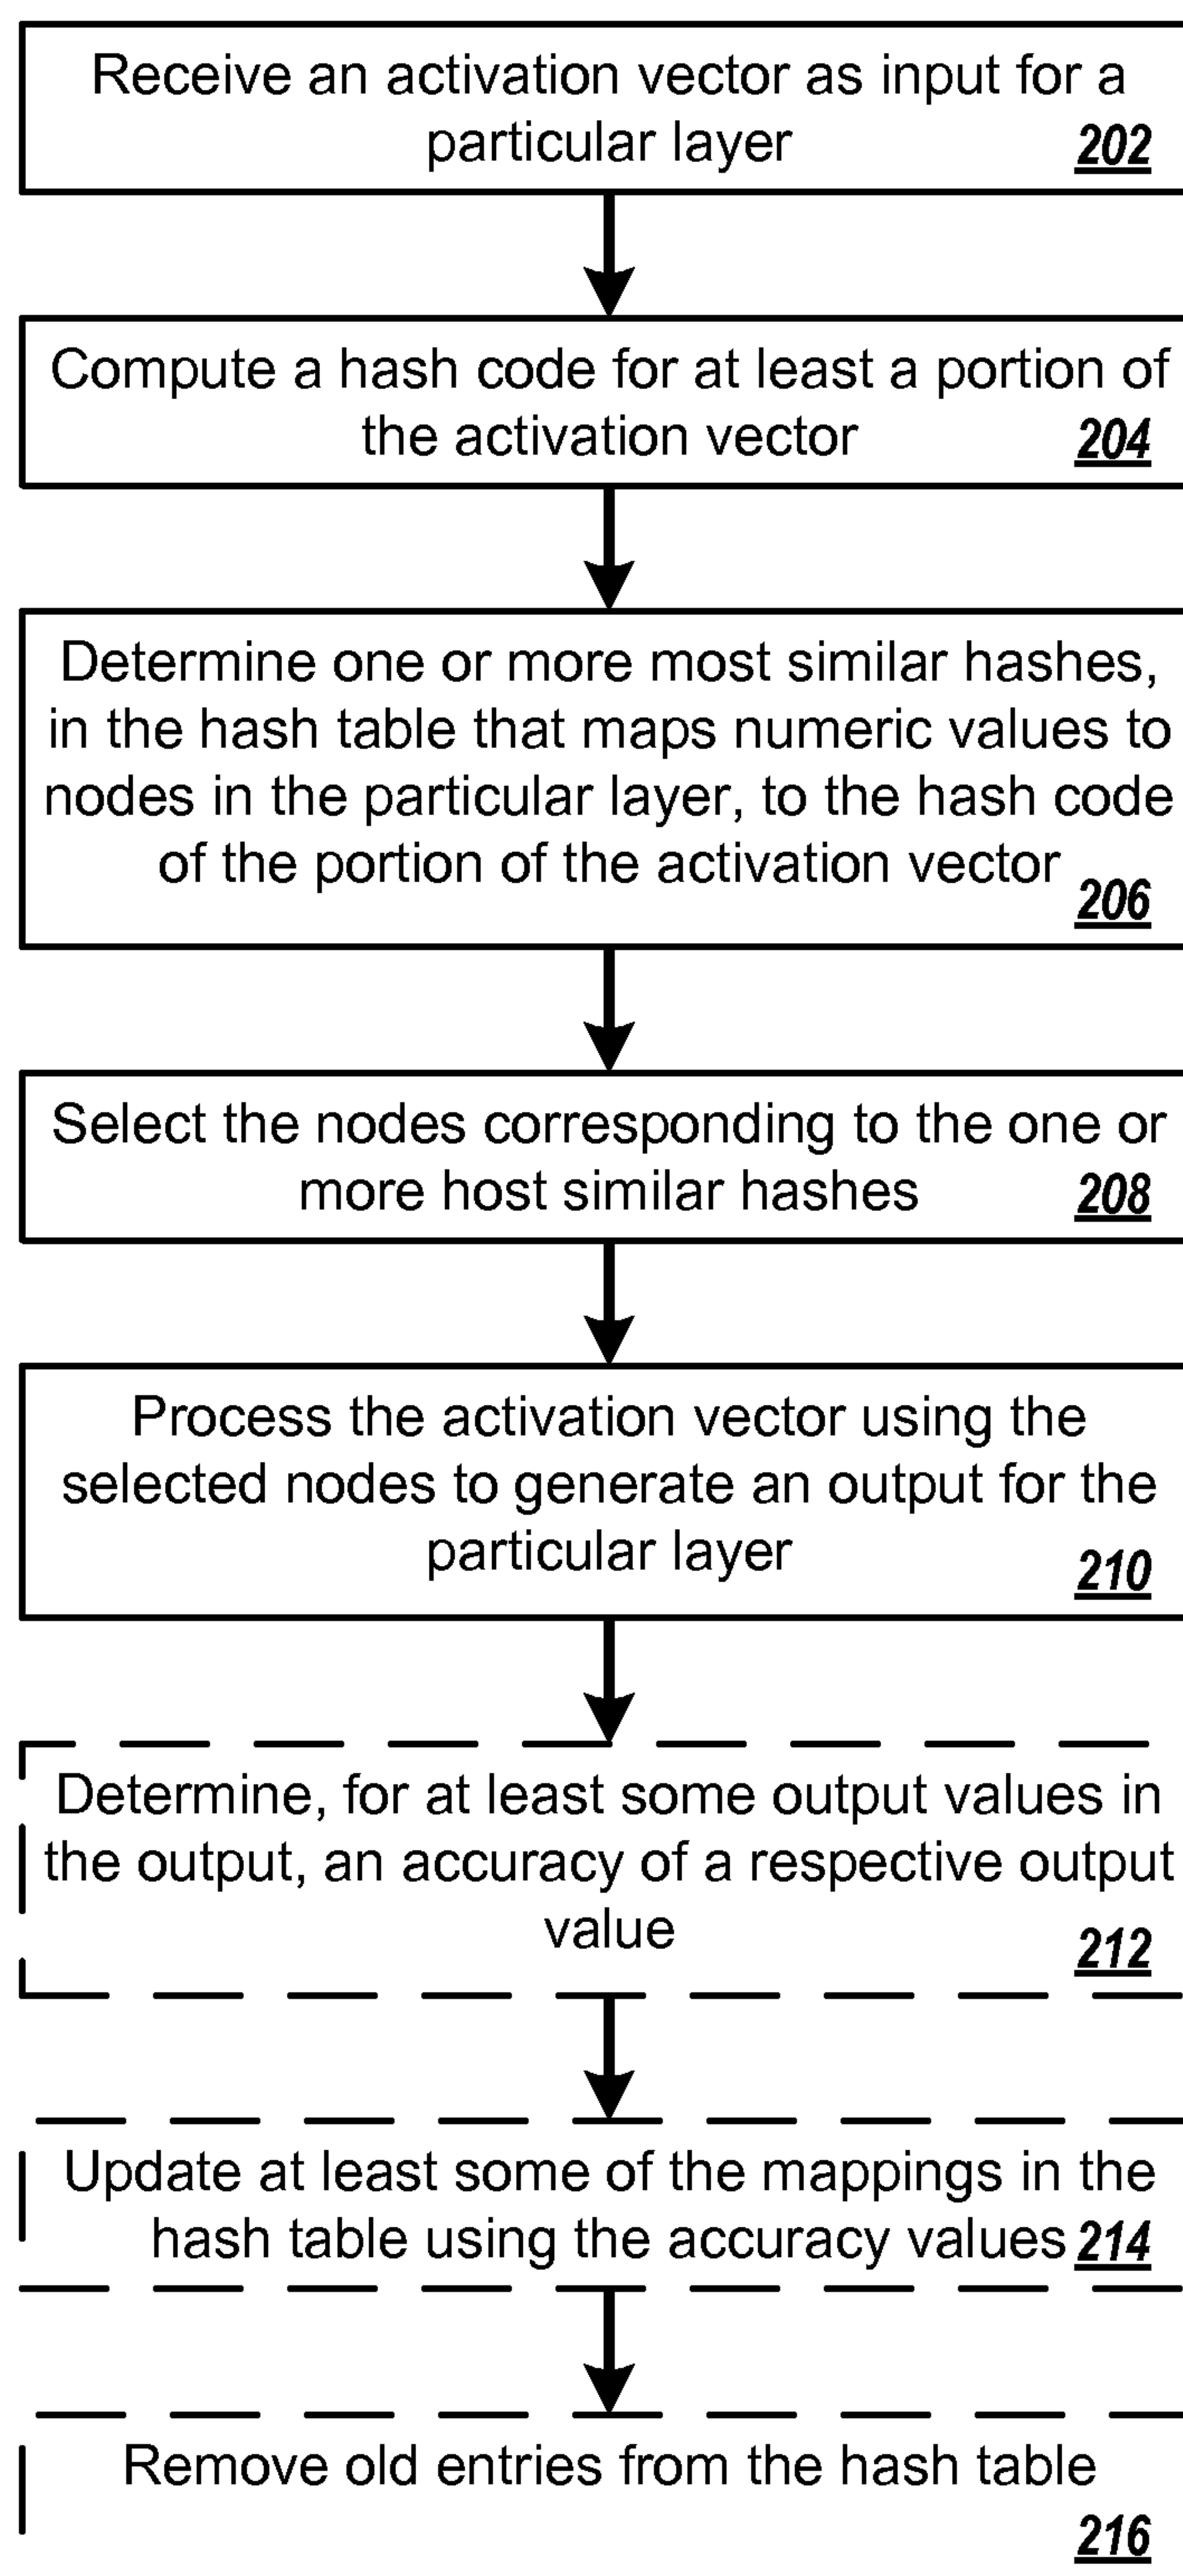 Receive an activation vector as input for a
particular layer
202
Compute a hash code for at least a portion of
the activation vector
204
Determine one or more most similar hashes,
in the hash table that maps numeric values to
nodes in the particular layer, to the hash code
of the portion of the activation vector
206
Select the nodes corresponding to the one or
more host similar hashes
208
Process the activation vector using the
selected nodes to generate an output for the
particular layer
210
Determine, for at least some output values in
the output, an accuracy of a respective output
value
212
Update at least some of the mappings in the
hash table using the accuracy values
214
Remove old entries from the hash table
216